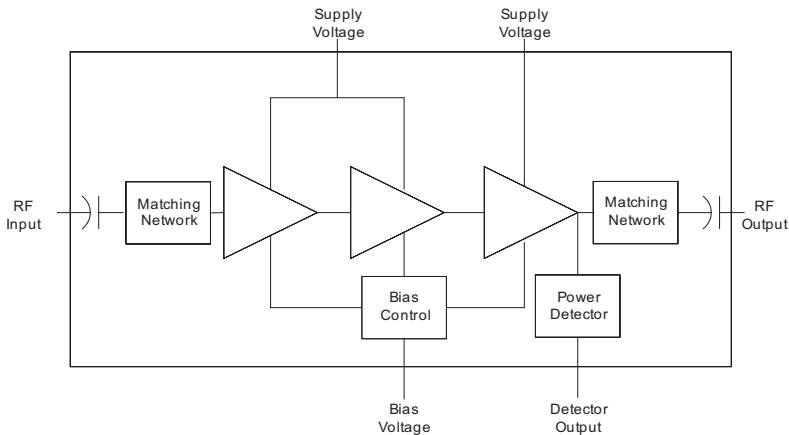 Supply
Voltage
Supply
Voltage
RF
Input
Matching
Network
Matching
Network
RF
Output
Bias
Control
Power
Detector
Bias
Voltage
Detector
Output